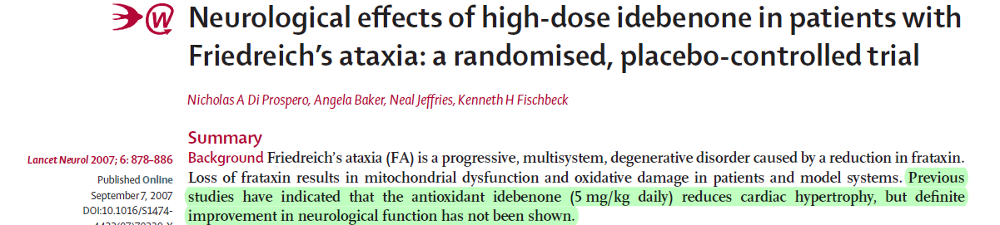 Neurological effects of high-dose idebenone in patients with
Friedreich's ataxia: a randomised, placebo-controlled trial
Nicholas A Di Prospero, Angela Baker, Neal Jeffries, Kenneth H Fischbeck
Summary
Background Friedreich's ataxia (FA) is a progressive, multisystem, degenerative disorder caused by a reduction in frataxin.
Loss of frataxin results in mitochondrial dysfunction and oxidative damage in patients and model systems. Previous
studies have indicated that the antioxidant idebenone (5 mg/kg daily) reduces cardiac hypertrophy, but definite
improvement in neurological function has not been shown.
Lancet Neurol 2007; 6: 878–886
Published Online
September 7, 2007
DOI:10.1016/S1474-